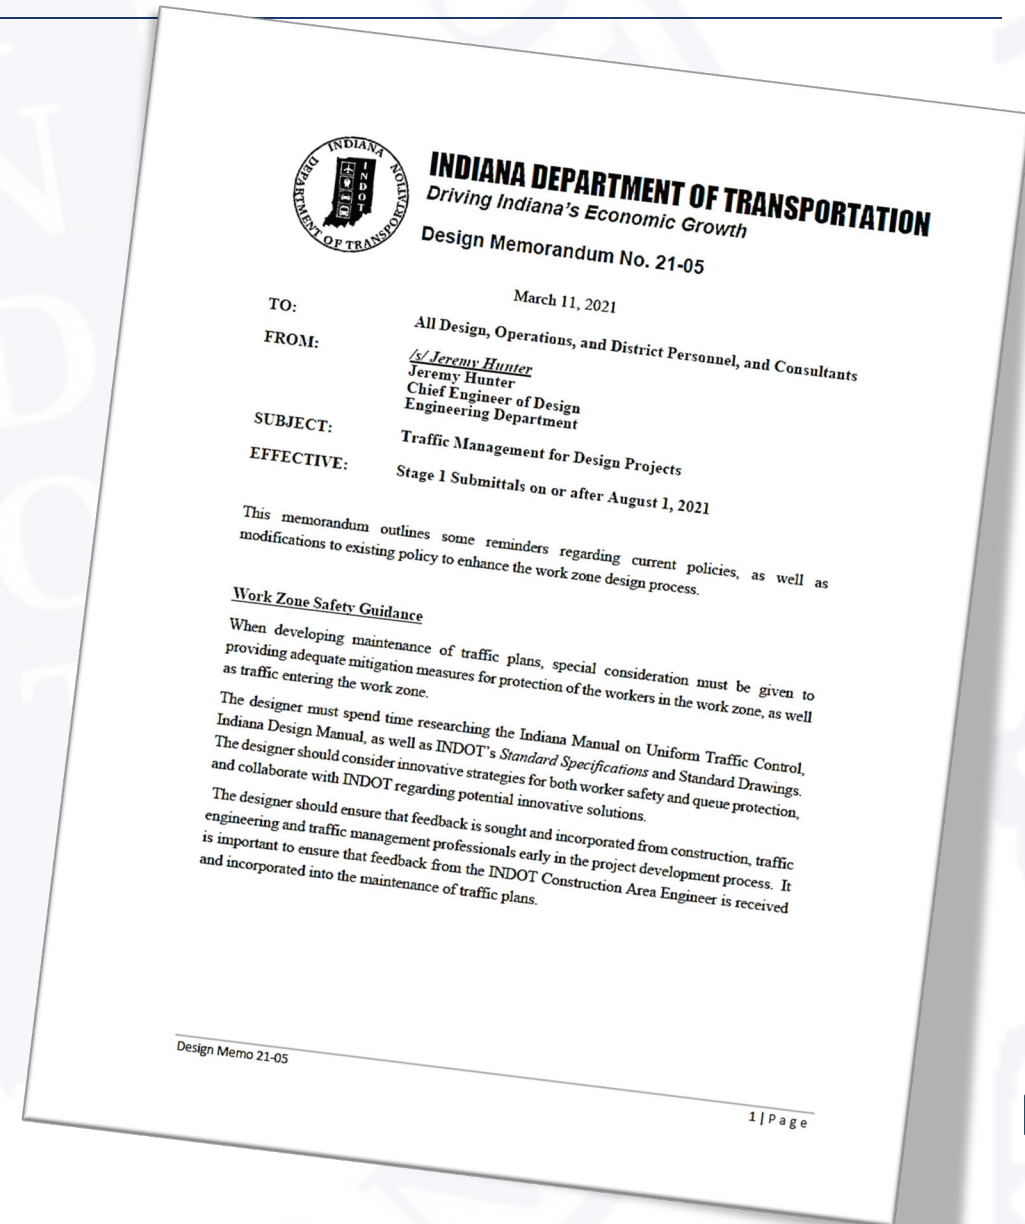 INDIANA
DEPARTMENT OF TRANSPORTATION
INDOT
INDIANA DEPARTMENT OF TRANSPORTATION
Driving Indiana's Economic Growth
Design Memorandum No. 21-05
March 11, 2021
TO: All Design, Operations, and District Personnel, and Consultants
FROM: /s/ Jeremy Hunter
Jeremy Hunter
Chief Engineer of Design
Engineering Department
SUBJECT: Traffic Management for Design Projects
EFFECTIVE: Stage 1 Submittals on or after August 1, 2021
This memorandum outlines some reminders regarding current policies, as well as
modifications to existing policy to enhance the work zone design process.
Work Zone Safety Guidance
When developing maintenance of traffic plans, special consideration must be given to
providing adequate mitigation measures for protection of the workers in the work zone, as well
as traffic entering the work zone.
The designer must spend time researching the Indiana Manual on Uniform Traffic Control,
Indiana Design Manual, as well as INDOT's Standard Specifications and Standard Drawings.
The designer should consider innovative strategies for both worker safety and queue protection,
and collaborate with INDOT regarding potential innovative solutions.
The designer should ensure that feedback is sought and incorporated from construction, traffic
engineering and traffic management professionals early in the project development process. It
is important to ensure that feedback from the INDOT Construction Area Engineer is received
and incorporated into the maintenance of traffic plans.
Design Memo 21-05
1 | Page